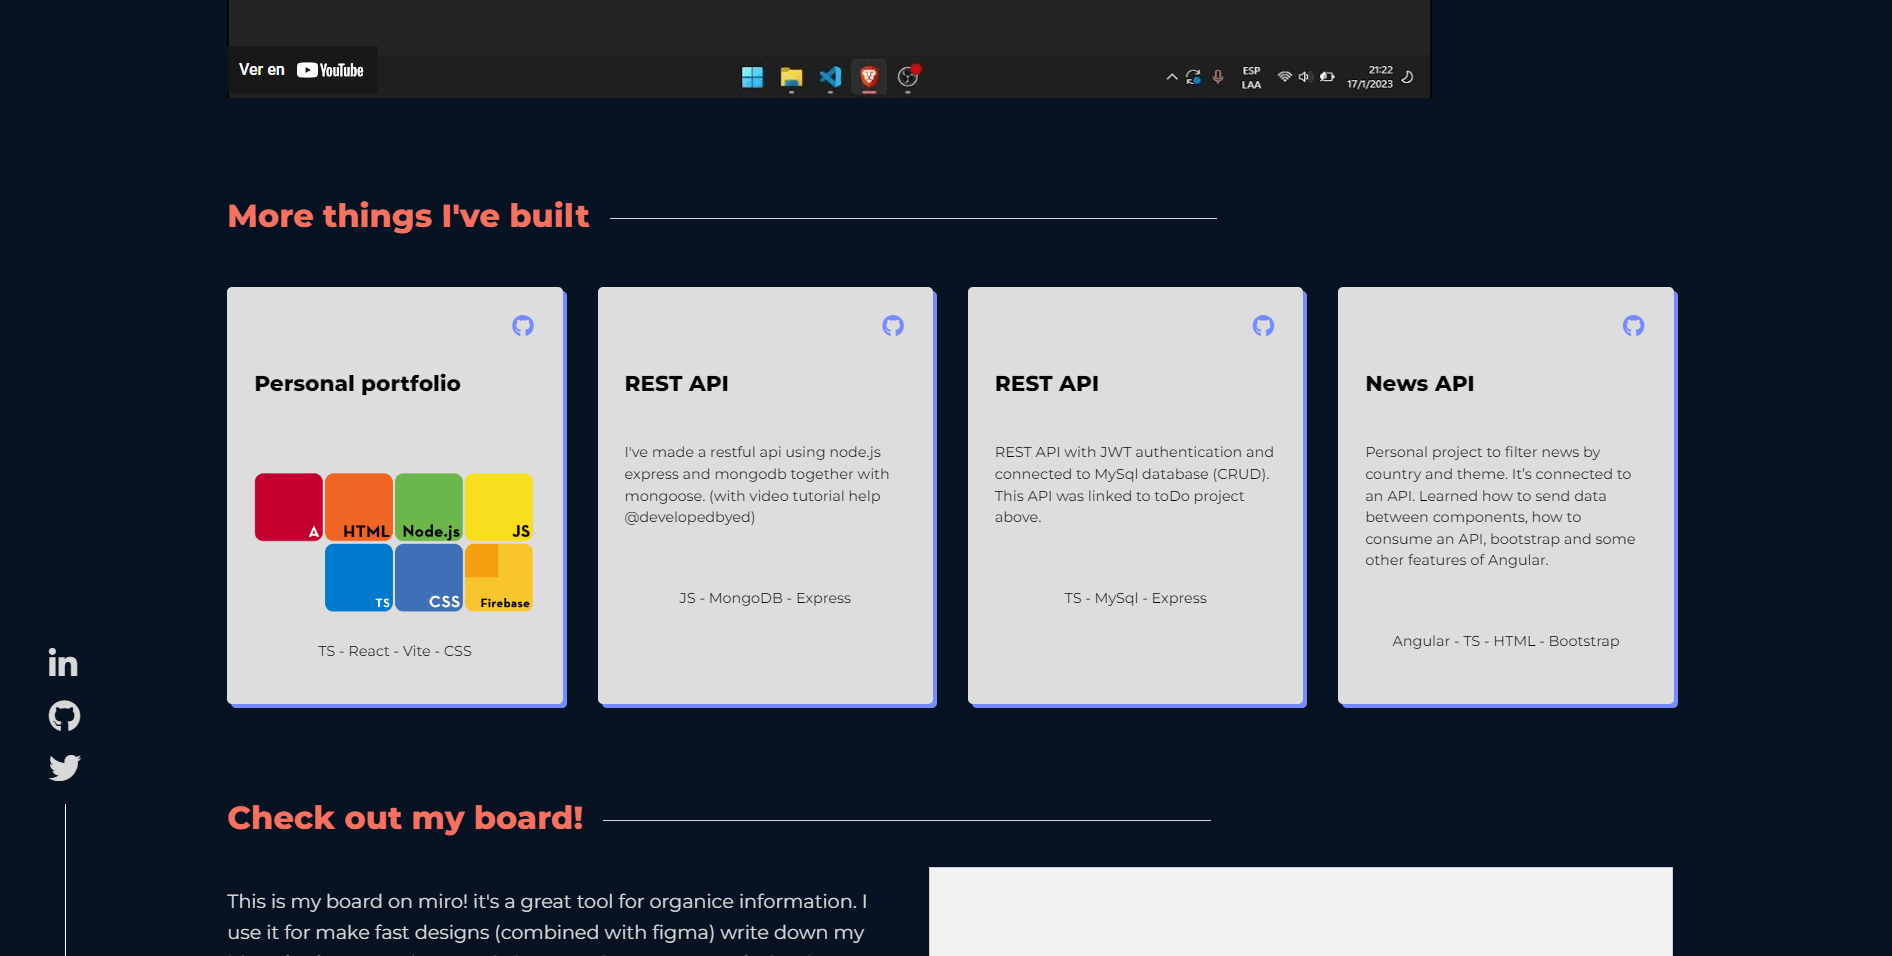 Ver en YouTube
ESP
LAA
21:22
17/1/2023
More things I've built
Personal portfolio
A
HTML
Node.js
JS
TS
CSS
Firebase
TS - React - Vite - CSS
REST API
I've made a restful api using node.js
express and mongodb together with
mongoose. (with video tutorial help
@developedbyed)
JS - MongoDB - Express
REST API
REST API with JWT authentication and
connected to MySql database (CRUD).
This API was linked to toDo project
above.
TS - MySql - Express
News API
Personal project to filter news by
country and theme. It’s connected to
an API. Learned how to send data
between components, how to
consume an API, bootstrap and some
other features of Angular.
Angular - TS - HTML - Bootstrap
in
Check out my board!
This is my board on miro! it's a great tool for organice information. I
use it for make fast designs (combined with figma) write down my